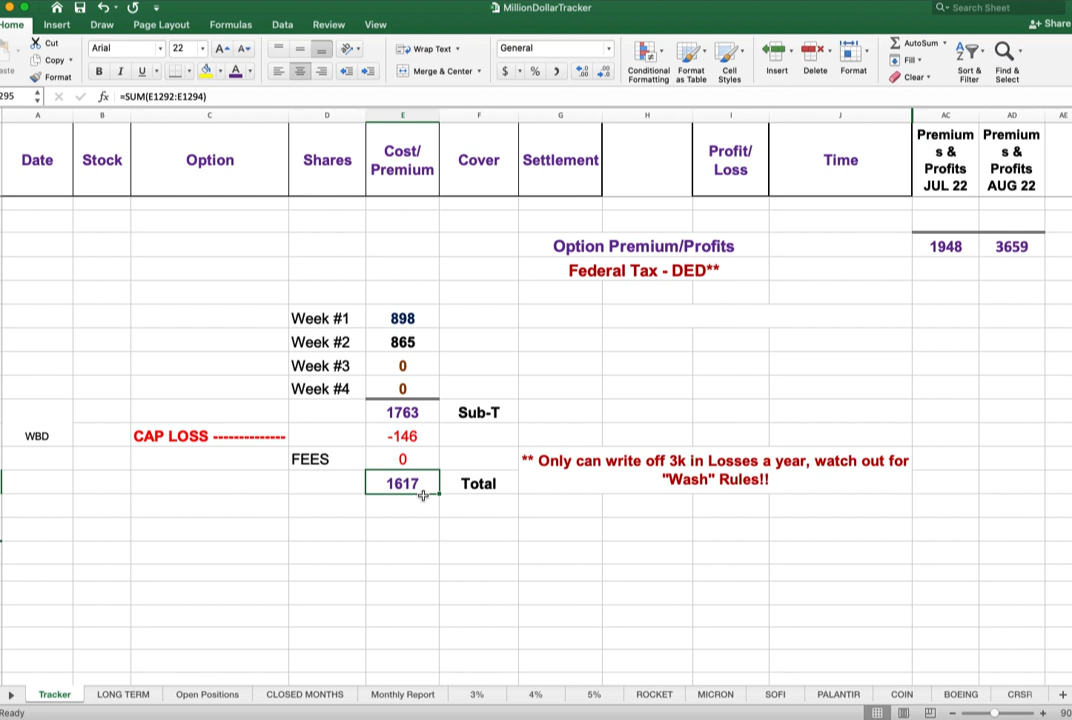 MillionDollarTracker
Search Sheet
Home Insert Draw Page Layout Formulas Data Review View
Share
Cut
Copy
Format
Arial 22 A A
B I U A
Wrap Text
Merge & Center
General
$ % )
Conditional Formatting
Format as Table
Cell Styles
Insert
Delete
Format
AutoSum
Fill
Clear
Sort & Filter
Find & Select
295 fx =SUM(E1292:E1294)
A B C D E F G H I J AC AD AE
Date Stock Option Shares Cost/ Premium Cover Settlement Profit/ Loss Time
Premium s & Profits JUL 22
Premium s & Profits AUG 22
Option Premium/Profits 1948 3659
Federal Tax - DED**
Week #1 898
Week #2 865
Week #3 0
Week #4 0
1763 Sub-T
WBD CAP LOSS -------------- -146
FEES 0
** Only can write off 3k in Losses a year, watch out for
"Wash" Rules!!
1617 Total
Tracker LONG TERM Open Positions CLOSED MONTHS Monthly Report 3% 4% 5% ROCKET MICRON SOFI PALANTIR COIN BOEING CRSR +
Ready
90